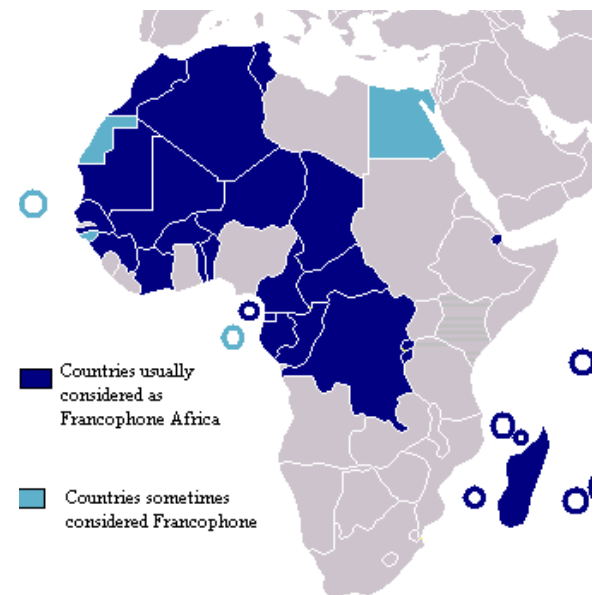 Countries usually
considered as
Francophone Africa
Countries sometimes
considered Francophone